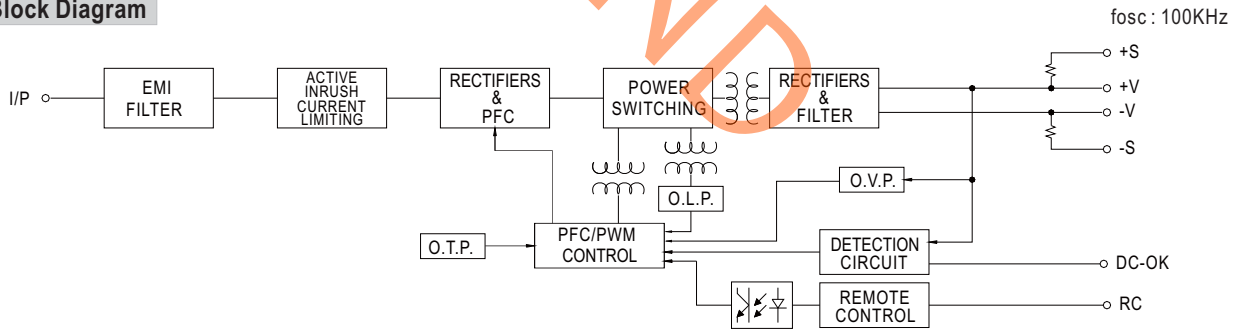 Block Diagram
fosc : 100KHz
I/P
EMI
FILTER
ACTIVE
INRUSH
CURRENT
LIMITING
RECTIFIERS
&
PFC
POWER
SWITCHING
RECTIFIERS
&
FILTER
+S
+V
-V
-S
O.L.P.
O.V.P.
O.T.P.
PFC/PWM
CONTROL
DETECTION
CIRCUIT
DC-OK
REMOTE
CONTROL
RC